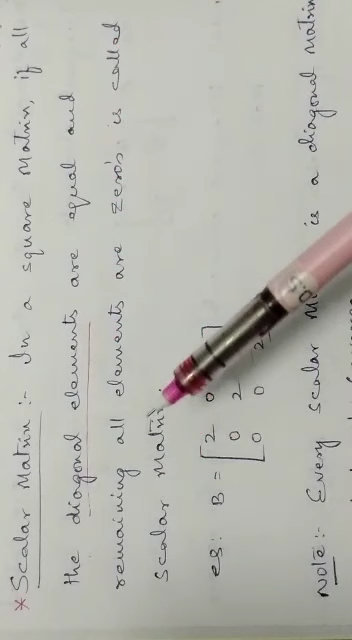 * Scalar Matrix :- In a square Matrix, if all
the diagonal elements are equal and
remaining all elements are zero's is called
Scalar Matri
eg: B = [2 0
0 2
0 0 2]
Note :- Every scalar is a diagonal Matrix